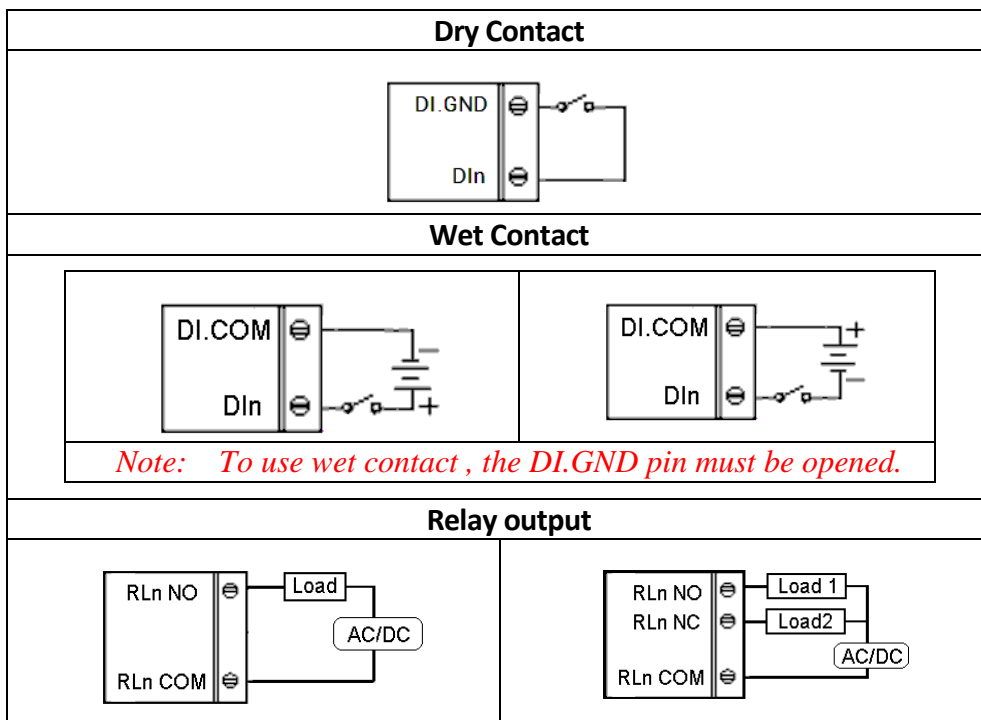 Dry Contact
DI.GND
DIn
Wet Contact
DI.COM
−
DIn
+
DI.COM
+
DIn
−
Note: To use wet contact , the DI.GND pin must be opened.
Relay output
RLn NO
Load
AC/DC
RLn COM
RLn NO
Load 1
RLn NC
Load2
AC/DC
RLn COM